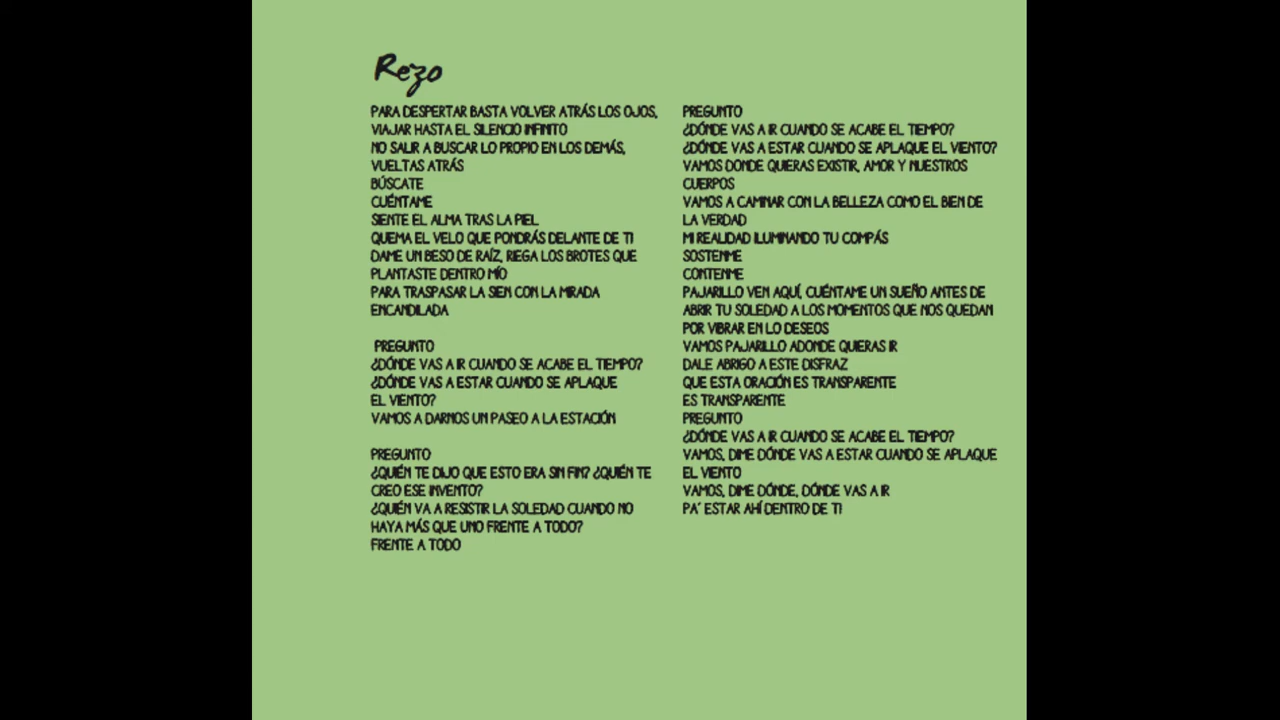 Rezo
PARA DESPERTAR BASTA VOLVER ATRÁS LOS OJOS,
VIAJAR HASTA EL SILENCIO INFINITO
NO SALIR A BUSCAR LO PROPIO EN LOS DEMÁS,
VUELTAS ATRÁS
BÚSCATE
CUÉNTAME
SIENTE EL ALMA TRAS LA PIEL
QUEMA EL VELO QUE PONDRÁS DELANTE DE TI
DAME UN BESO DE RAÍZ, RIEGA LOS BROTES QUE
PLANTASTE DENTRO MÍO
PARA TRASPASAR LA SIEN CON LA MIRADA
ENCANDILADA
PREGUNTO
¿DÓNDE VAS A IR CUANDO SE ACABE EL TIEMPO?
¿DÓNDE VAS A ESTAR CUANDO SE APLAQUE
EL VIENTO?
VAMOS A DARNOS UN PASEO A LA ESTACIÓN
PREGUNTO
¿QUIÉN TE DIJO QUE ESTO ERA SIN FIN? ¿QUIÉN TE
CREO ESE INVENTO?
¿QUIÉN VA A RESISTIR LA SOLEDAD CUANDO NO
HAYA MÁS QUE UNO FRENTE A TODO?
FRENTE A TODO
PREGUNTO
¿DÓNDE VAS A IR CUANDO SE ACABE EL TIEMPO?
¿DÓNDE VAS A ESTAR CUANDO SE APLAQUE EL VIENTO?
VAMOS DONDE QUIERAS EXISTIR, AMOR Y NUESTROS
CUERPOS
VAMOS A CAMINAR CON LA BELLEZA COMO EL BIEN DE
LA VERDAD
MI REALIDAD ILUMINANDO TU COMPÁS
SOSTENME
CONTENME
PAJARILLO VEN AQUÍ, CUÉNTAME UN SUEÑO ANTES DE
ABRIR TU SOLEDAD A LOS MOMENTOS QUE NOS QUEDAN
POR VIBRAR EN LO DESEOS
VAMOS PAJARILLO ADONDE QUIERAS IR
DALE ABRIGO A ESTE DISFRAZ
QUE ESTA ORACIÓN ES TRANSPARENTE
ES TRANSPARENTE
PREGUNTO
¿DÓNDE VAS A IR CUANDO SE ACABE EL TIEMPO?
VAMOS, DIME DÓNDE VAS A ESTAR CUANDO SE APLAQUE
EL VIENTO
VAMOS, DIME DÓNDE, DÓNDE VAS A IR
PA' ESTAR AHÍ DENTRO DE TI